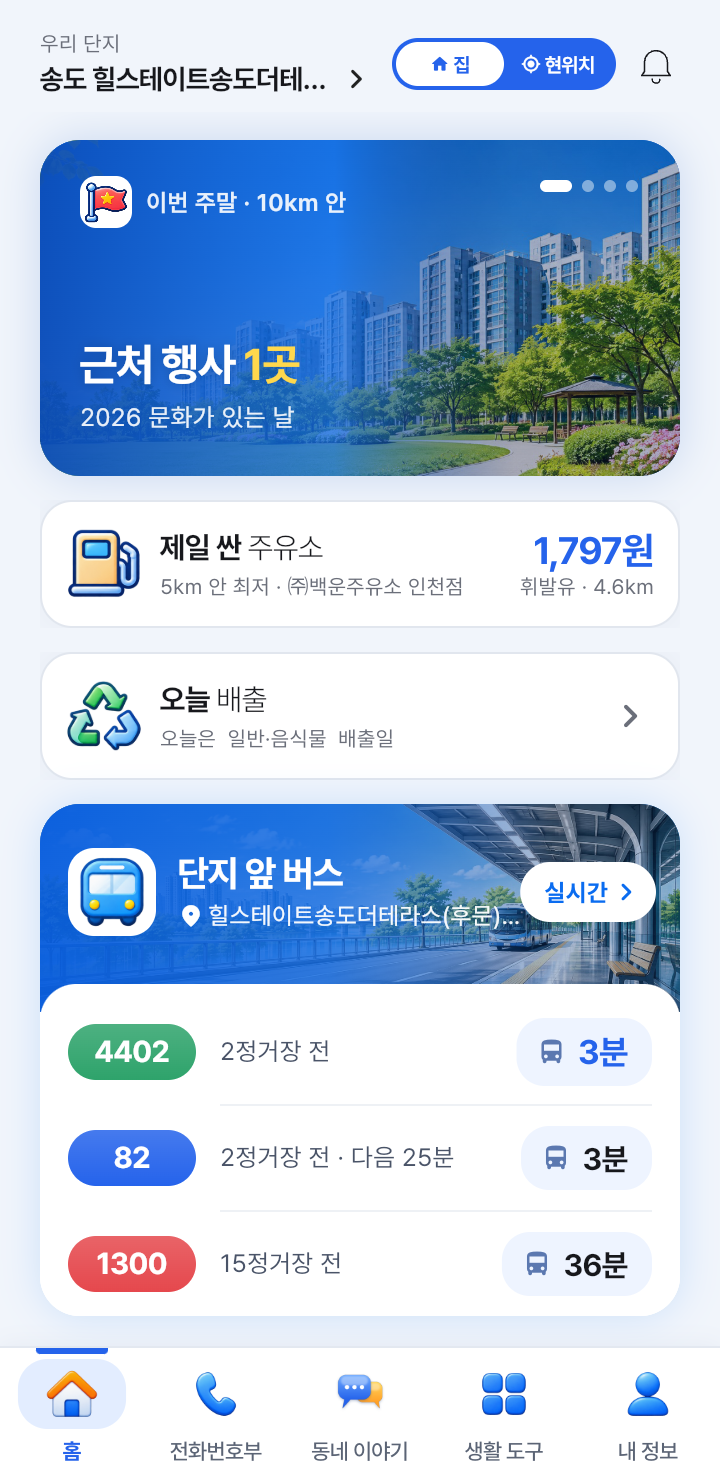 우리 단지
송도 힐스테이트송도더테...
집
현위치
이번 주말 · 10km 안
근처 행사 1곳
2026 문화가 있는 날
제일 싼 주유소
1,797원
5km 안 최저 · ㈜백운주유소 인천점
휘발유 · 4.6km
오늘 배출
오늘은 일반·음식물 배출일
단지 앞 버스
실시간
힐스테이트송도더테라스(후문)...
4402
2정거장 전
3분
82
2정거장 전 · 다음 25분
3분
1300
15정거장 전
36분
홈
전화번호부
동네 이야기
생활 도구
내 정보